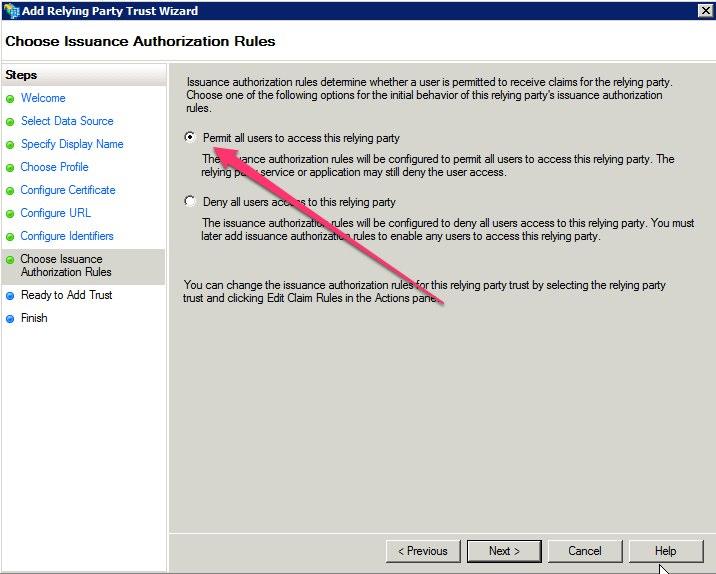 Add Relying Party Trust Wizard
Choose Issuance Authorization Rules
Steps
Welcome
Select Data Source
Specify Display Name
Choose Profile
Configure Certificate
Configure URL
Configure Identifiers
Choose Issuance
Authorization Rules
Ready to Add Trust
Finish
Issuance authorization rules determine whether a user is permitted to receive claims for the relying party.
Choose one of the following options for the initial behavior of this relying party's issuance authorization
rules.
Permit all users to access this relying party
The issuance authorization rules will be configured to permit all users to access this relying party. The
relying party service or application may still deny the user access.
Deny all users access to this relying party
The issuance authorization rules will be configured to deny all users access to this relying party. You must
later add issuance authorization rules to enable any users to access this relying party.
You can change the issuance authorization rules for this relying party trust by selecting the relying party
trust and clicking Edit Claim Rules in the Actions pane.
< Previous
Next >
Cancel
Help